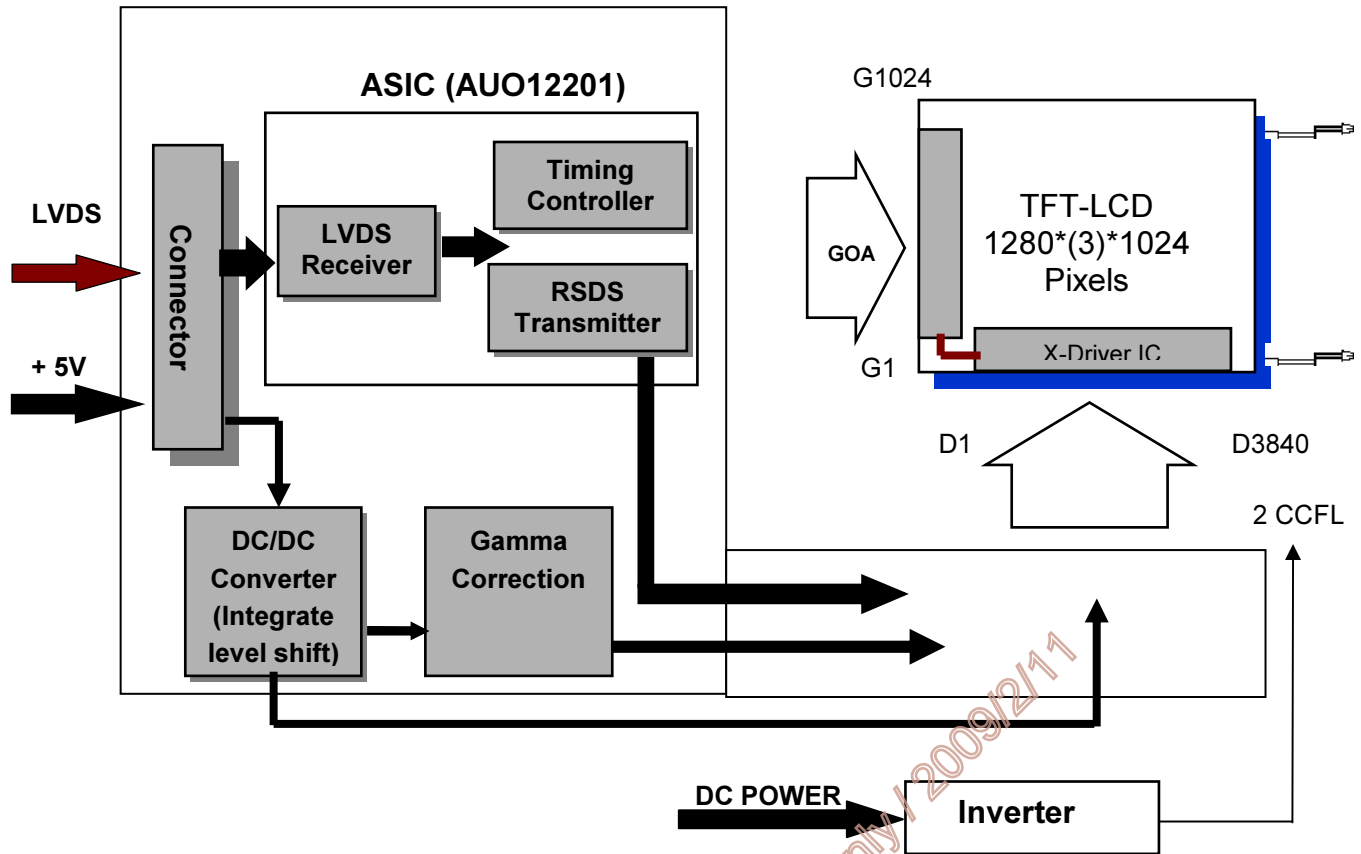 ASIC (AUO12201)
LVDS
+ 5V
Connector
LVDS
Receiver
Timing
Controller
RSDS
Transmitter
DC/DC
Converter
(Integrate
level shift)
Gamma
Correction
G1024
GOA
TFT-LCD
1280*(3)*1024
Pixels
X-Driver IC
G1
D1
D3840
2 CCFL
DC POWER
Inverter
only / 2009/2/11